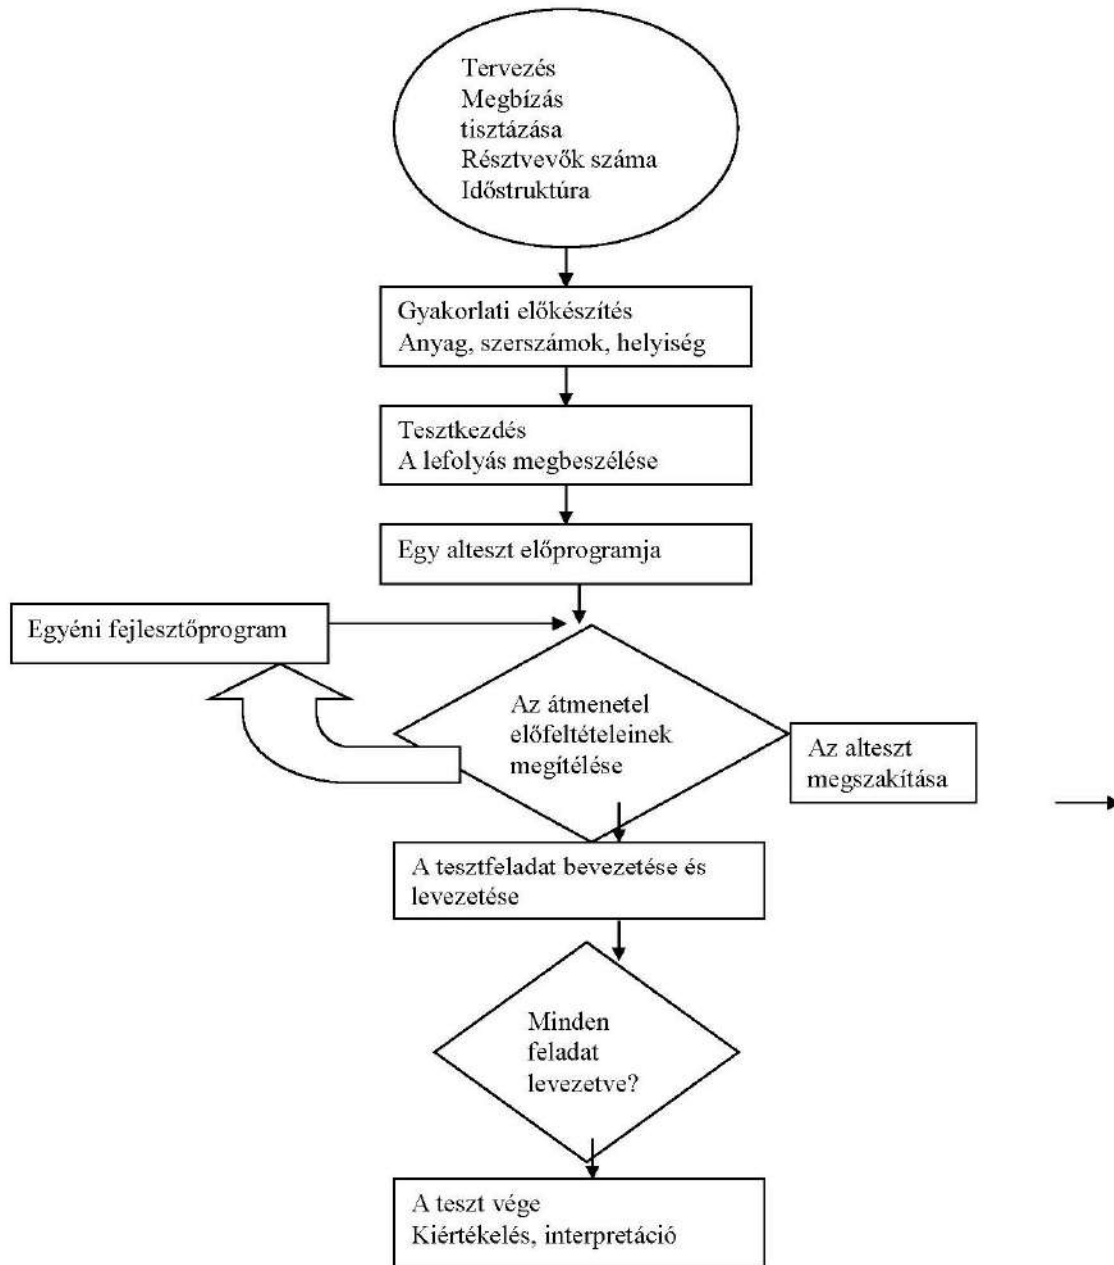 Tervezés
Megbízás
tisztázása
Résztvevők száma
Időstruktúra
Gyakorlati előkészítés
Anyag, szerszámok, helyiség
Tesztkezdés
A lefolyás megbeszélése
Egy alteszt előprogramja
Egyéni fejlesztőprogram
Az átmenetel
előfeltételeinek
megítélése
Az alteszt
megszakítása
A tesztfeladat bevezetése és
levezetése
Minden
feladat
levezetve?
A teszt vége
Kiértékelés, interpretáció